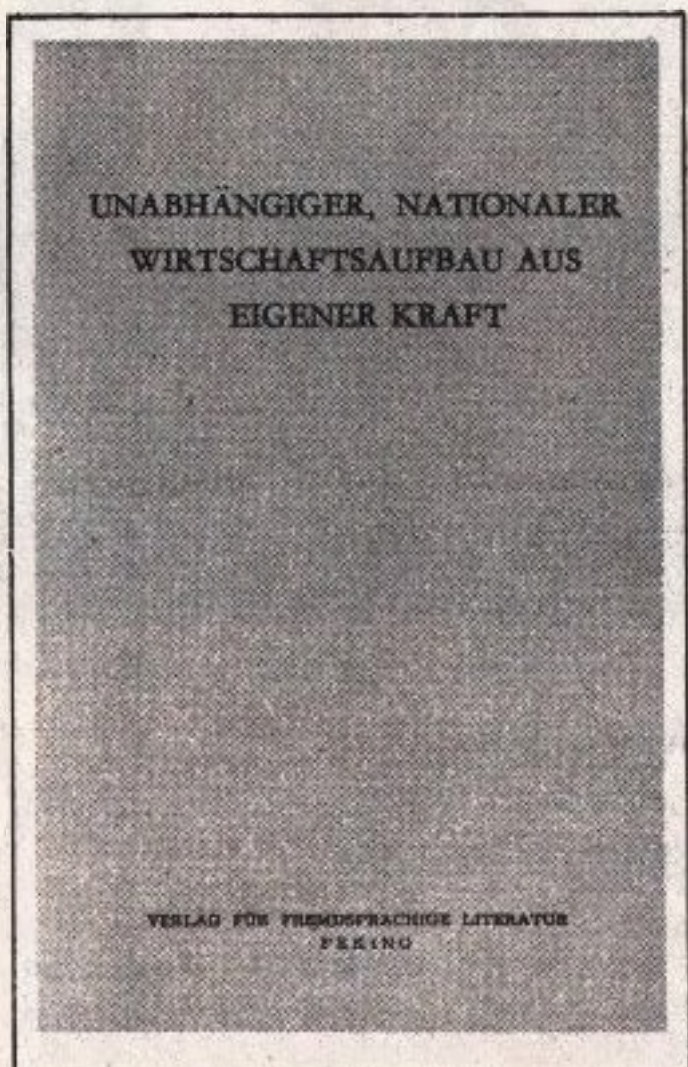 UNABHÄNGIGER, NATIONALER
WIRTSCHAFTSAUFBAU AUS
EIGENER KRAFT
VERLAG FÜR FREMDSPRACHIGE LITERATUR
PEKING